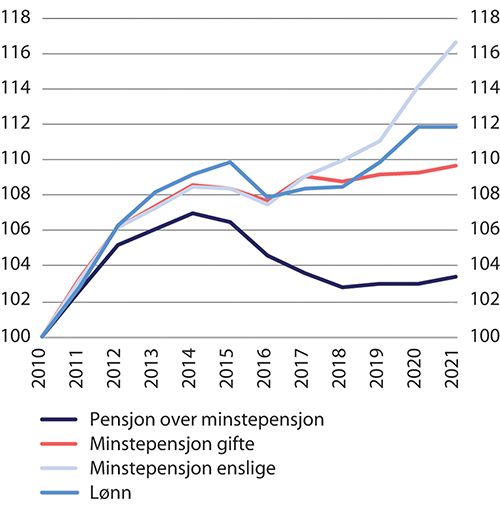 118 118
116 116
114 114
112 112
110 110
108 108
106 106
104 104
102 102
100 100
2010 2011 2012 2013 2014 2015 2016 2017 2018 2019 2020 2021
Pensjon over minstepensjon
Minstepensjon gifte
Minstepensjon enslige
Lønn